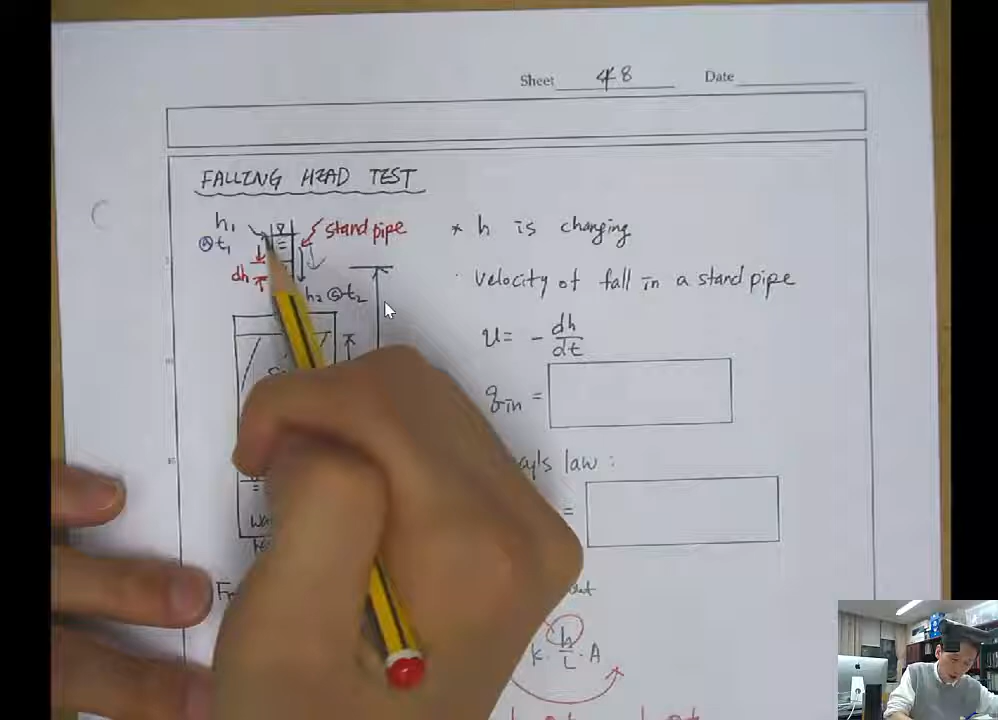 Sheet 48 Date
FALLING HEAD TEST
h₁
@t₁
stand pipe
dh
h₂ @t₂
* h is changing
· Velocity of fall in a stand pipe
v = - dh/dt
q_in =
law :
=
k · h/L · A